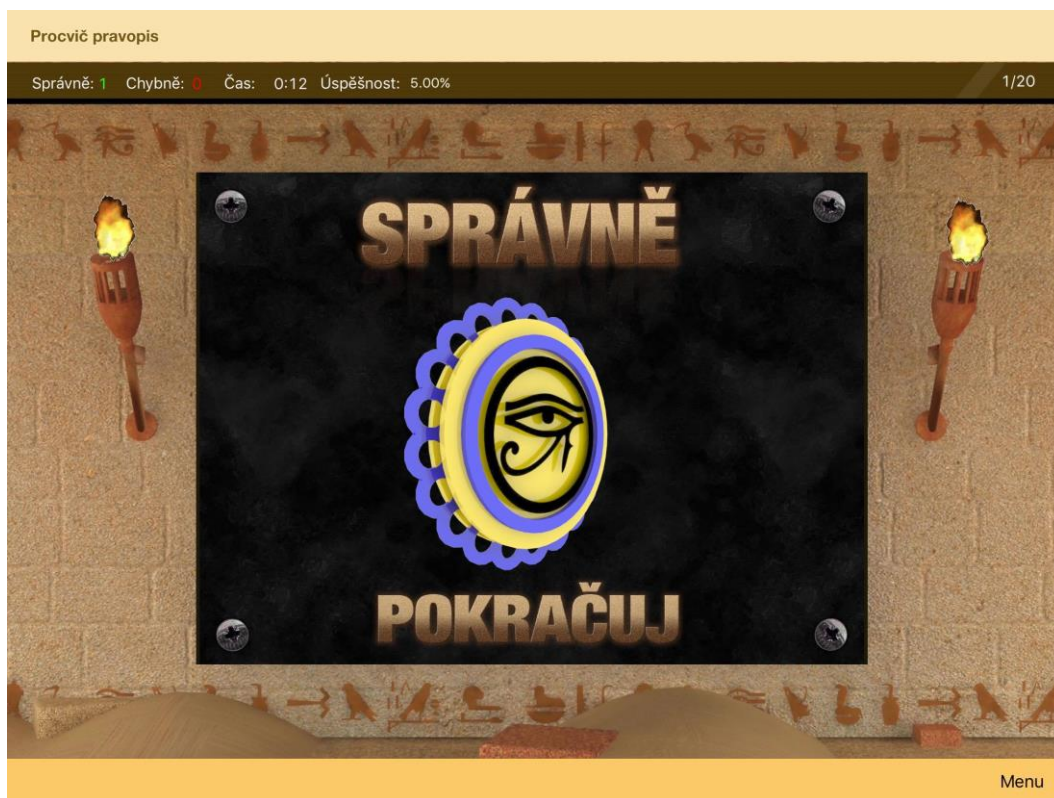 Procvič pravopis
Správně: 1 Chybně: 0 Čas: 0:12 Úspěšnost: 5.00% 1/20
SPRÁVNĚ
POKRAČUJ
Menu